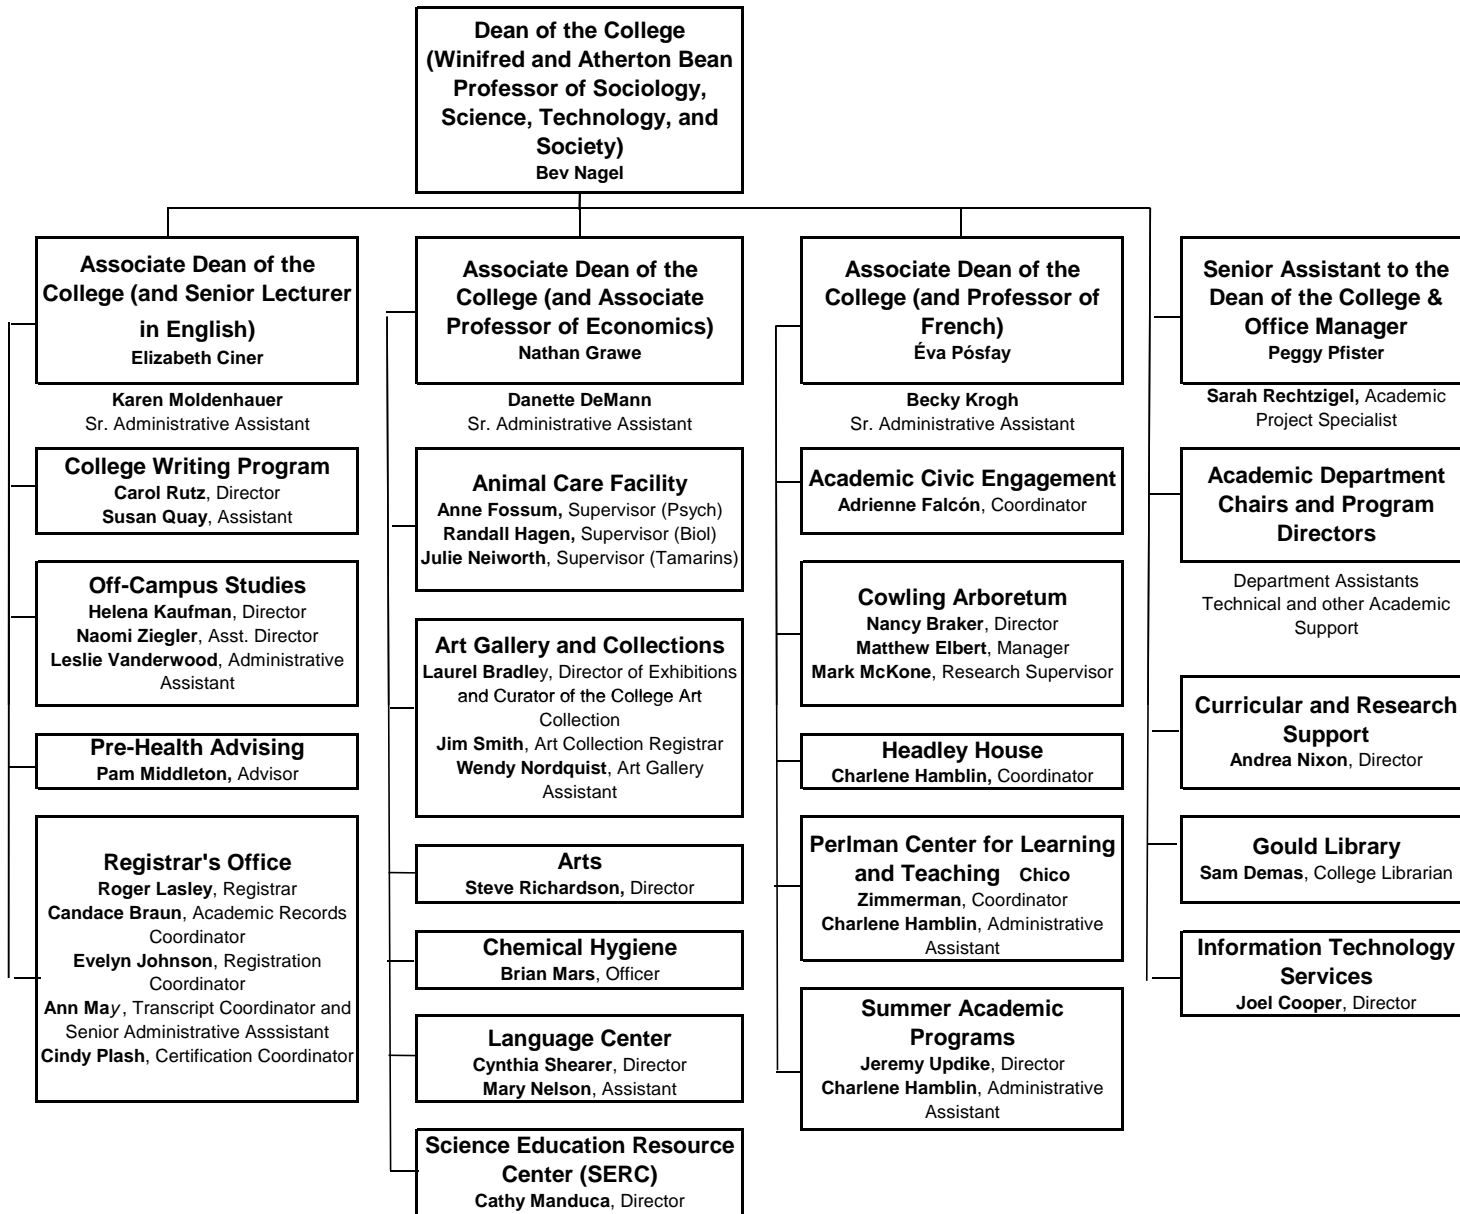 Dean of the College
(Winifred and Atherton Bean
Professor of Sociology,
Science, Technology, and
Society)
Bev Nagel
Associate Dean of the
College (and Senior Lecturer
in English)
Elizabeth Ciner
Karen Moldenhauer
Sr. Administrative Assistant
College Writing Program
Carol Rutz, Director
Susan Quay, Assistant
Off-Campus Studies
Helena Kaufman, Director
Naomi Ziegler, Asst. Director
Leslie Vanderwood, Administrative
Assistant
Pre-Health Advising
Pam Middleton, Advisor
Registrar's Office
Roger Lasley, Registrar
Candace Braun, Academic Records
Coordinator
Evelyn Johnson, Registration
Coordinator
Ann May, Transcript Coordinator and
Senior Administrative Asssistant
Cindy Plash, Certification Coordinator
Associate Dean of the
College (and Associate
Professor of Economics)
Nathan Grawe
Danette DeMann
Sr. Administrative Assistant
Animal Care Facility
Anne Fossum, Supervisor (Psych)
Randall Hagen, Supervisor (Biol)
Julie Neiworth, Supervisor (Tamarins)
Art Gallery and Collections
Laurel Bradley, Director of Exhibitions
and Curator of the College Art
Collection
Jim Smith, Art Collection Registrar
Wendy Nordquist, Art Gallery
Assistant
Arts
Steve Richardson, Director
Chemical Hygiene
Brian Mars, Officer
Language Center
Cynthia Shearer, Director
Mary Nelson, Assistant
Science Education Resource
Center (SERC)
Cathy Manduca, Director
Associate Dean of the
College (and Professor of
French)
Éva Pósfay
Becky Krogh
Sr. Administrative Assistant
Academic Civic Engagement
Adrienne Falcón, Coordinator
Cowling Arboretum
Nancy Braker, Director
Matthew Elbert, Manager
Mark McKone, Research Supervisor
Headley House
Charlene Hamblin, Coordinator
Perlman Center for Learning
and Teaching Chico
Zimmerman, Coordinator
Charlene Hamblin, Administrative
Assistant
Summer Academic
Programs
Jeremy Updike, Director
Charlene Hamblin, Administrative
Assistant
Senior Assistant to the
Dean of the College &
Office Manager
Peggy Pfister
Sarah Rechtzigel, Academic
Project Specialist
Academic Department
Chairs and Program
Directors
Department Assistants
Technical and other Academic
Support
Curricular and Research
Support
Andrea Nixon, Director
Gould Library
Sam Demas, College Librarian
Information Technology
Services
Joel Cooper, Director